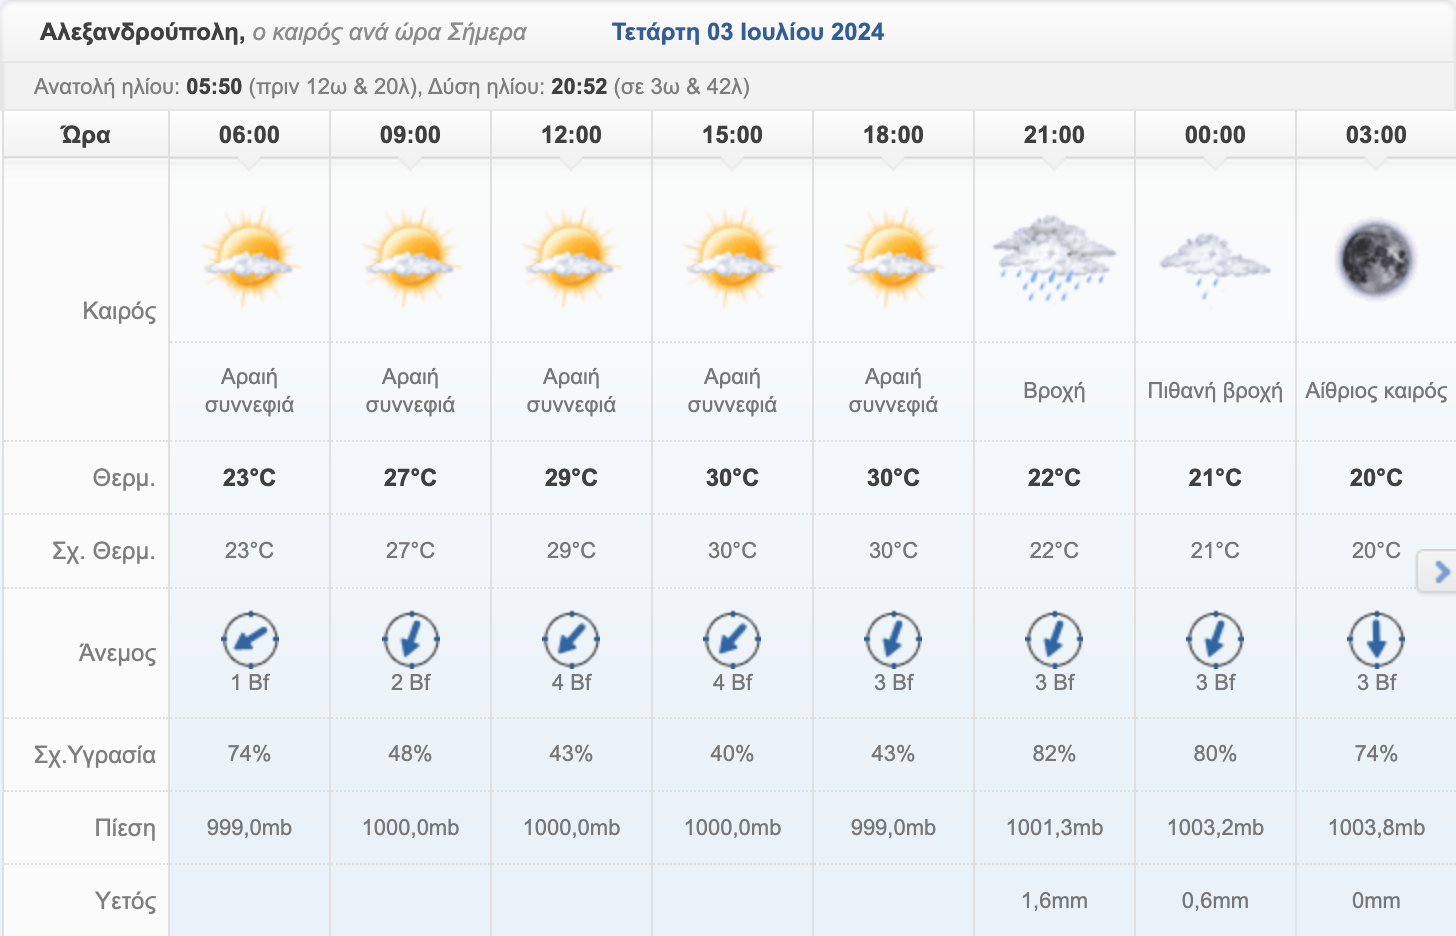 Αλεξανδρούπολη, ο καιρός ανά ώρα Σήμερα Τετάρτη 03 Ιουλίου 2024
Ανατολή ηλίου: 05:50 (πριν 12ω & 20λ), Δύση ηλίου: 20:52 (σε 3ω & 42λ)
Ώρα 06:00 09:00 12:00 15:00 18:00 21:00 00:00 03:00
Καιρός
Αραιή συννεφιά Αραιή συννεφιά Αραιή συννεφιά Αραιή συννεφιά Αραιή συννεφιά Βροχή Πιθανή βροχή Αίθριος καιρός
Θερμ. 23°C 27°C 29°C 30°C 30°C 22°C 21°C 20°C
Σχ. Θερμ. 23°C 27°C 29°C 30°C 30°C 22°C 21°C 20°C
Άνεμος 1 Bf 2 Bf 4 Bf 4 Bf 3 Bf 3 Bf 3 Bf 3 Bf
Σχ.Υγρασία 74% 48% 43% 40% 43% 82% 80% 74%
Πίεση 999,0mb 1000,0mb 1000,0mb 1000,0mb 999,0mb 1001,3mb 1003,2mb 1003,8mb
Υετός 1,6mm 0,6mm 0mm